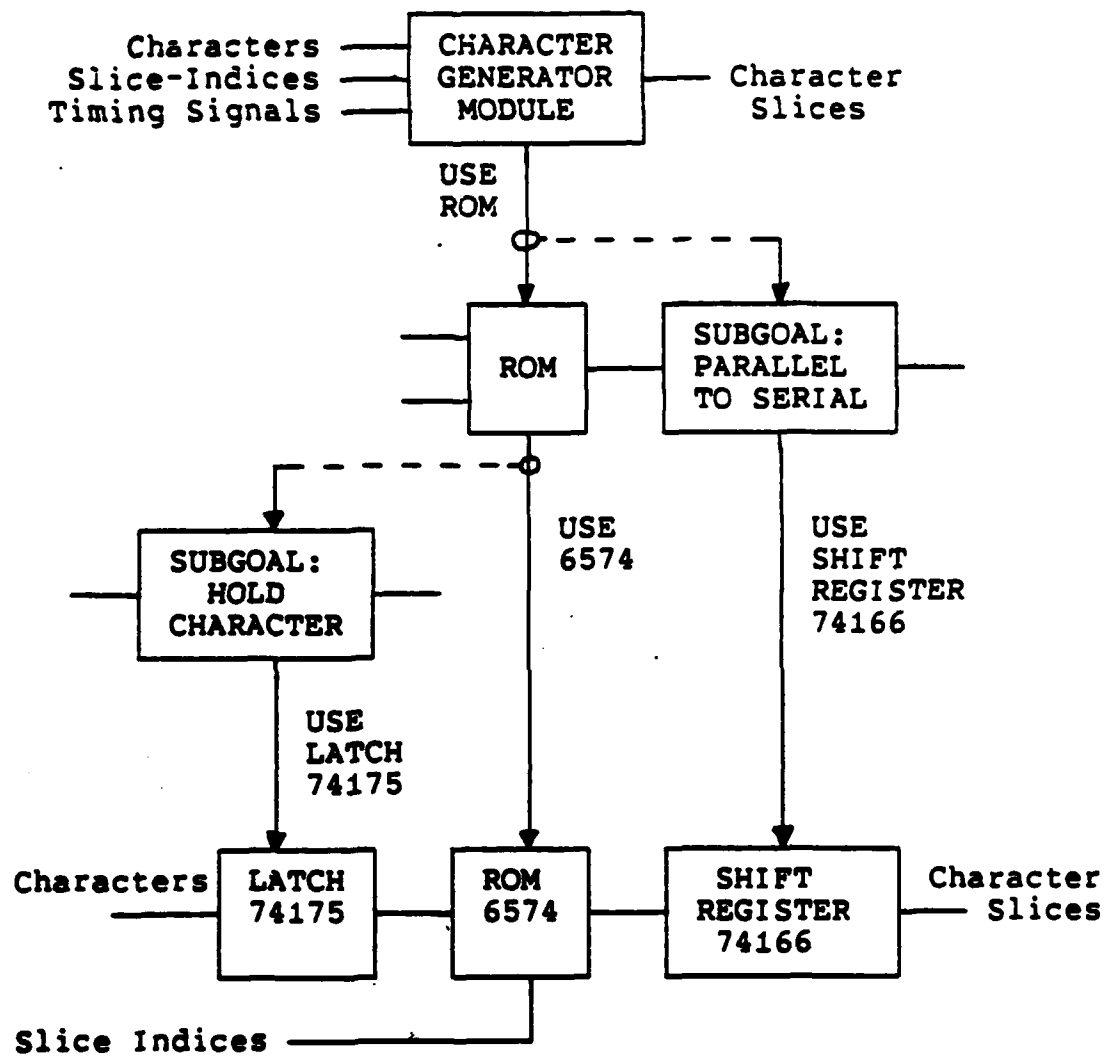 Characters
Slice-Indices
Timing Signals
CHARACTER
GENERATOR
MODULE
Character
Slices
USE
ROM
ROM
SUBGOAL:
PARALLEL
TO SERIAL
SUBGOAL:
HOLD
CHARACTER
USE
6574
USE
SHIFT
REGISTER
74166
USE
LATCH
74175
Characters
LATCH
74175
ROM
6574
SHIFT
REGISTER
74166
Character
Slices
Slice Indices